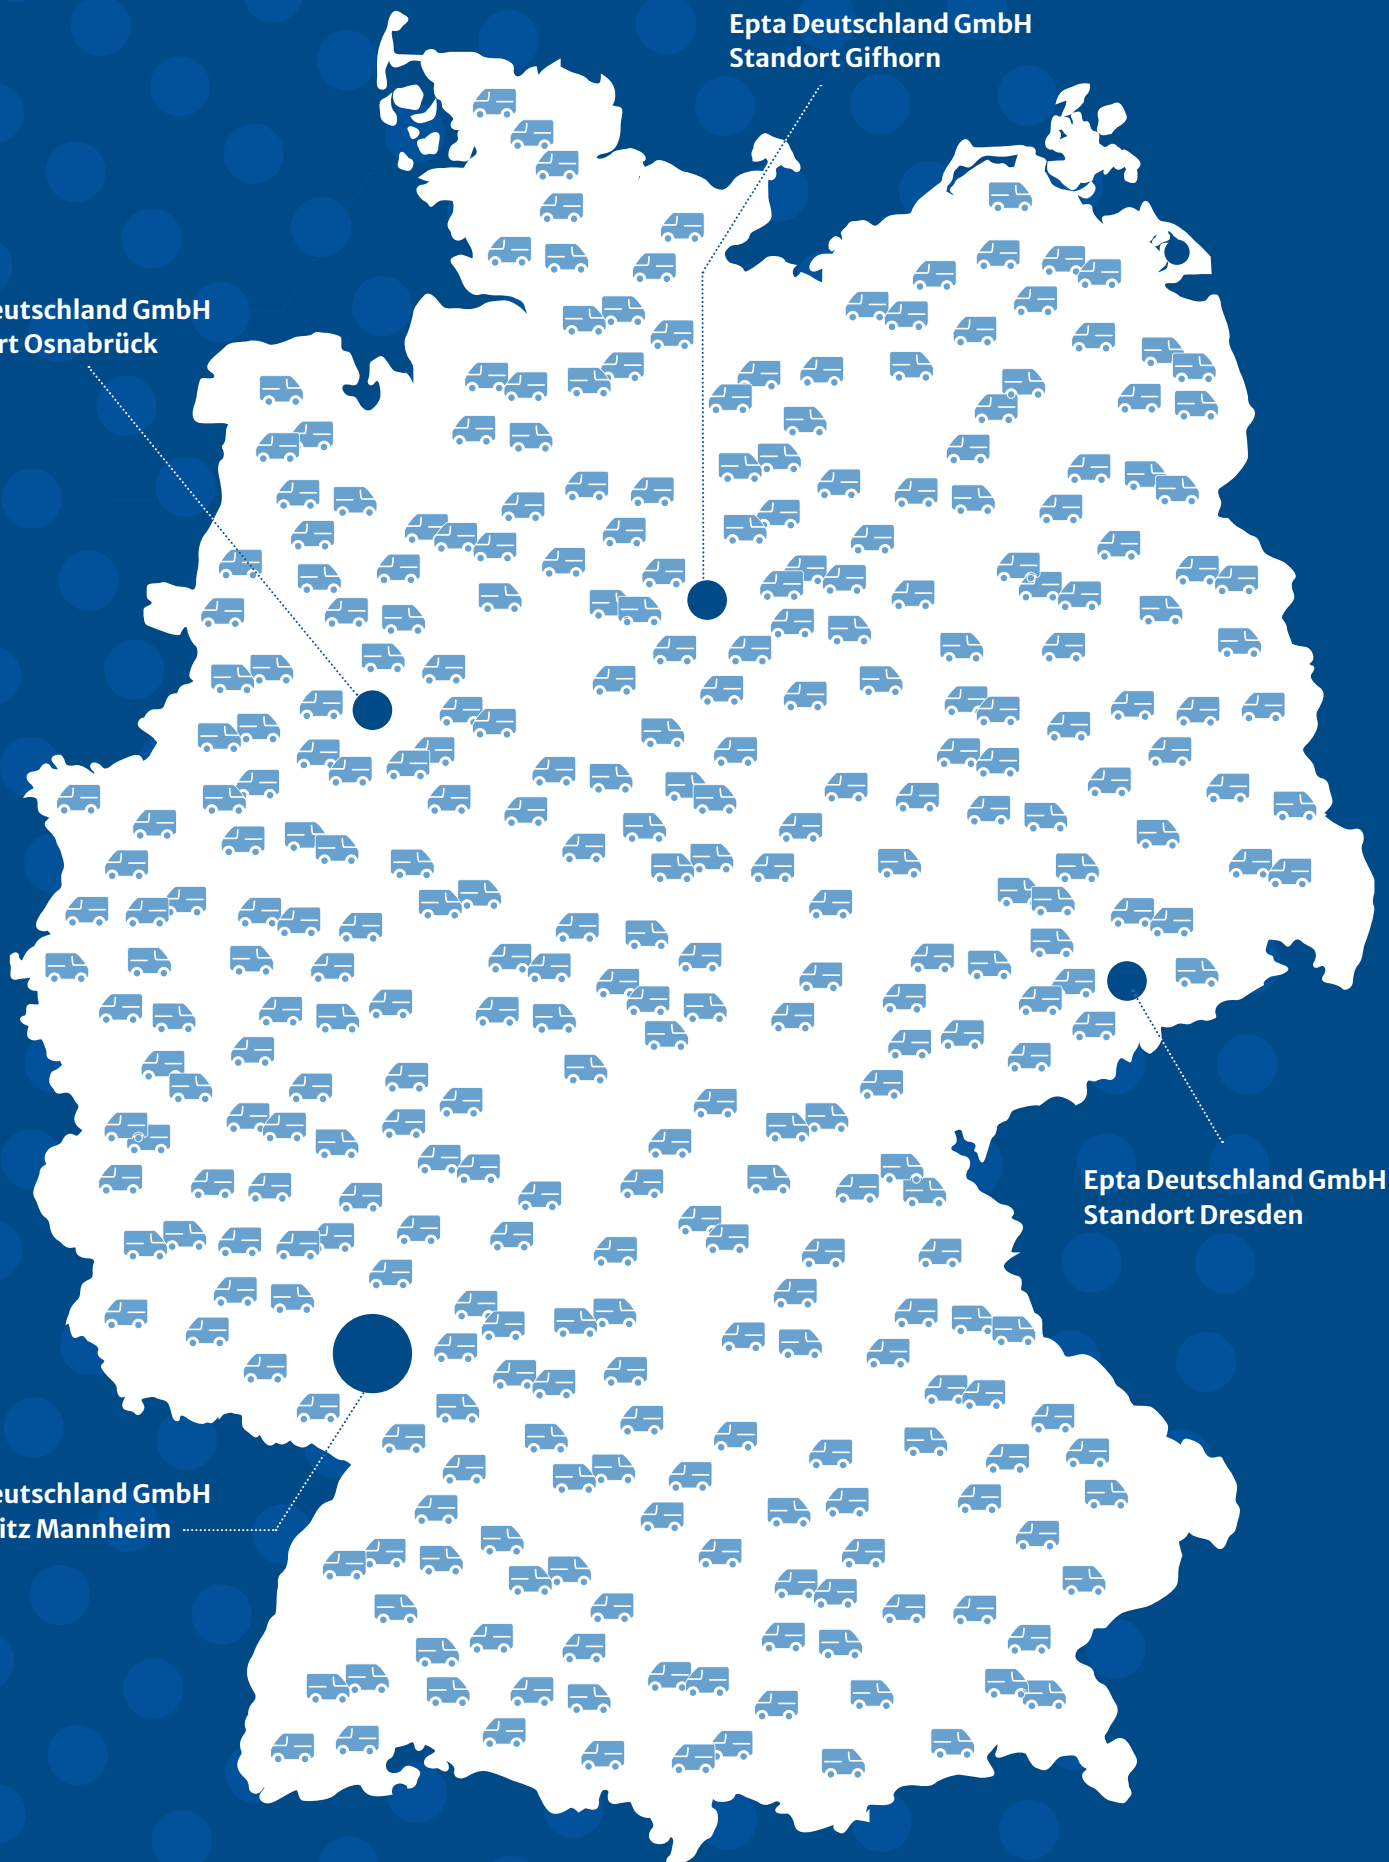 Epta Deutschland GmbH
Standort Gifhorn
eutschland GmbH
rt Osnabrück
Epta Deutschland GmbH
Standort Dresden
eutschland GmbH
itz Mannheim